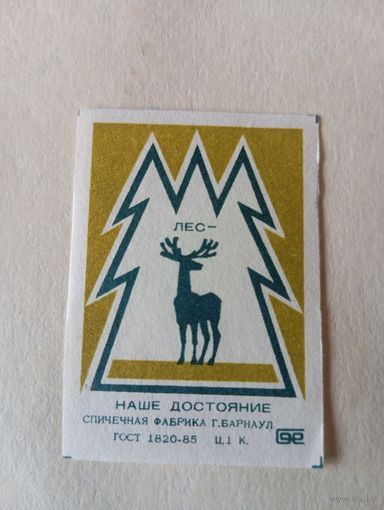 ЛЕС-
НАШЕ ДОСТОЯНИЕ
СПИЧЕЧНАЯ ФАБРИКА Г. БАРНАУЛ
ГОСТ 1820-85 Ц.1 К.